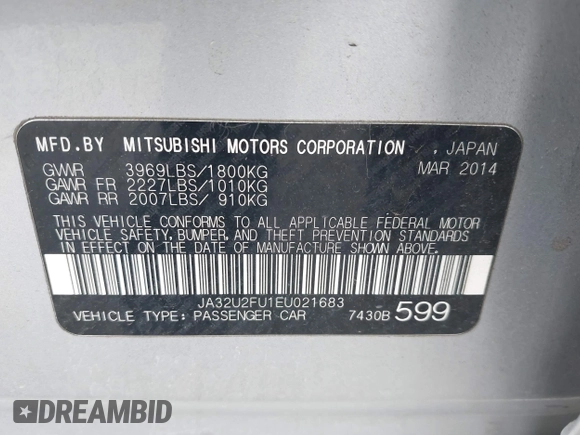 MFD.BY MITSUBISHI MOTORS CORPORATION , JAPAN
GVWR 3969LBS/1800KG MAR 2014
GAWR FR 2227LBS/1010KG
GAWR RR 2007LBS/ 910KG
THIS VEHICLE CONFORMS TO ALL APPLICABLE FEDERAL MOTOR
VEHICLE SAFETY, BUMPER, AND THEFT PREVENTION STANDARDS
IN EFFECT ON THE DATE OF MANUFACTURE SHOWN ABOVE.
JA32U2FU1EU021683
VEHICLE TYPE: PASSENGER CAR 7430B 599
DREAMBID